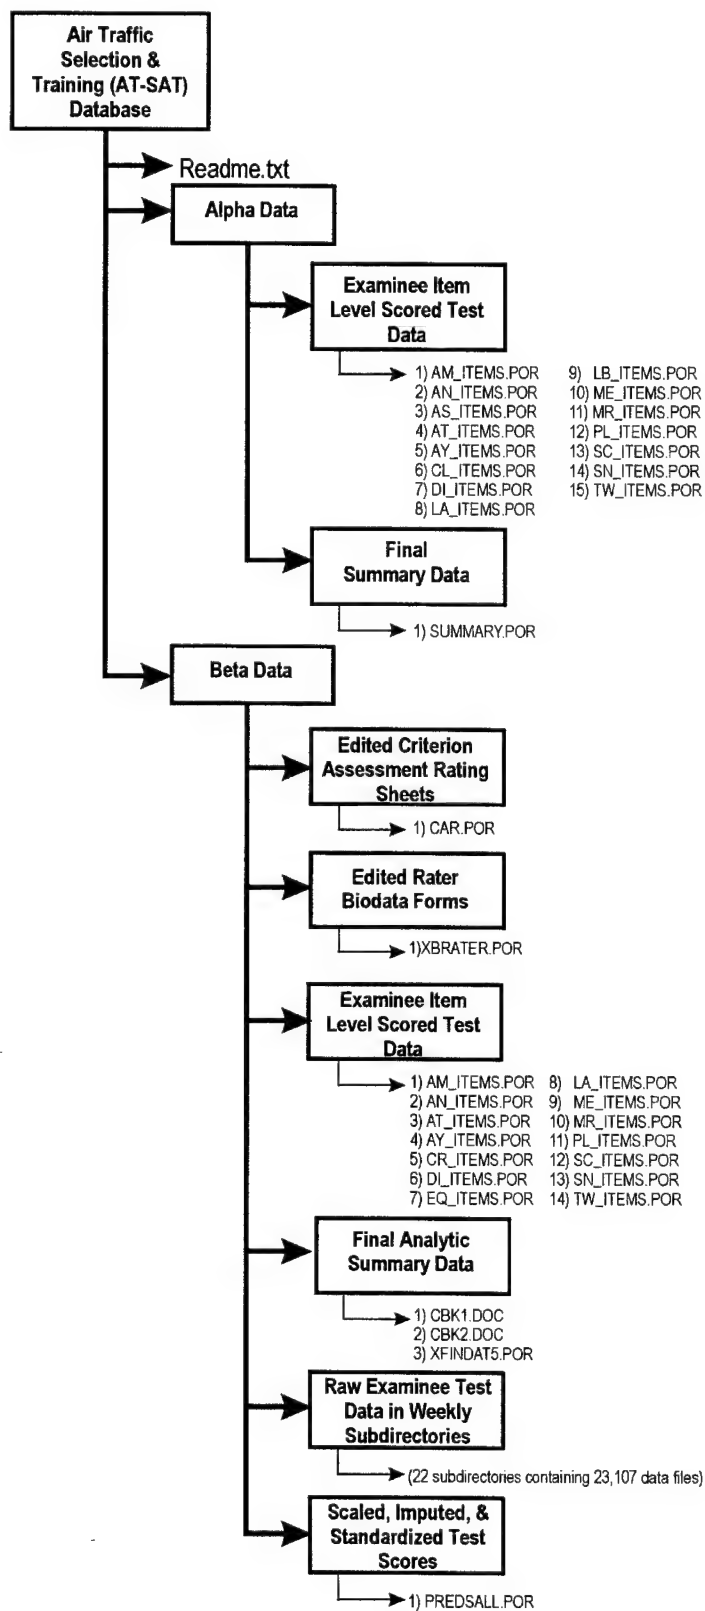 Air Traffic
Selection &
Training (AT-SAT)
Database
Readme.txt
Alpha Data
Examinee Item
Level Scored Test
Data
1) AM_ITEMS.POR 9) LB_ITEMS.POR
2) AN_ITEMS.POR 10) ME_ITEMS.POR
3) AS_ITEMS.POR 11) MR_ITEMS.POR
4) AT_ITEMS.POR 12) PL_ITEMS.POR
5) AY_ITEMS.POR 13) SC_ITEMS.POR
6) CL_ITEMS.POR 14) SN_ITEMS.POR
7) DI_ITEMS.POR 15) TW_ITEMS.POR
8) LA_ITEMS.POR
Final
Summary Data
1) SUMMARY.POR
Beta Data
Edited Criterion
Assessment Rating
Sheets
1) CAR.POR
Edited Rater
Biodata Forms
1)XBRATER.POR
Examinee Item
Level Scored Test
Data
1) AM_ITEMS.POR 8) LA_ITEMS.POR
2) AN_ITEMS.POR 9) ME_ITEMS.POR
3) AT_ITEMS.POR 10) MR_ITEMS.POR
4) AY_ITEMS.POR 11) PL_ITEMS.POR
5) CR_ITEMS.POR 12) SC_ITEMS.POR
6) DI_ITEMS.POR 13) SN_ITEMS.POR
7) EQ_ITEMS.POR 14) TW_ITEMS.POR
Final Analytic
Summary Data
1) CBK1.DOC
2) CBK2.DOC
3) XFINDAT5.POR
Raw Examinee Test
Data in Weekly
Subdirectories
(22 subdirectories containing 23,107 data files)
Scaled, Imputed, &
Standardized Test
Scores
1) PREDSALL.POR